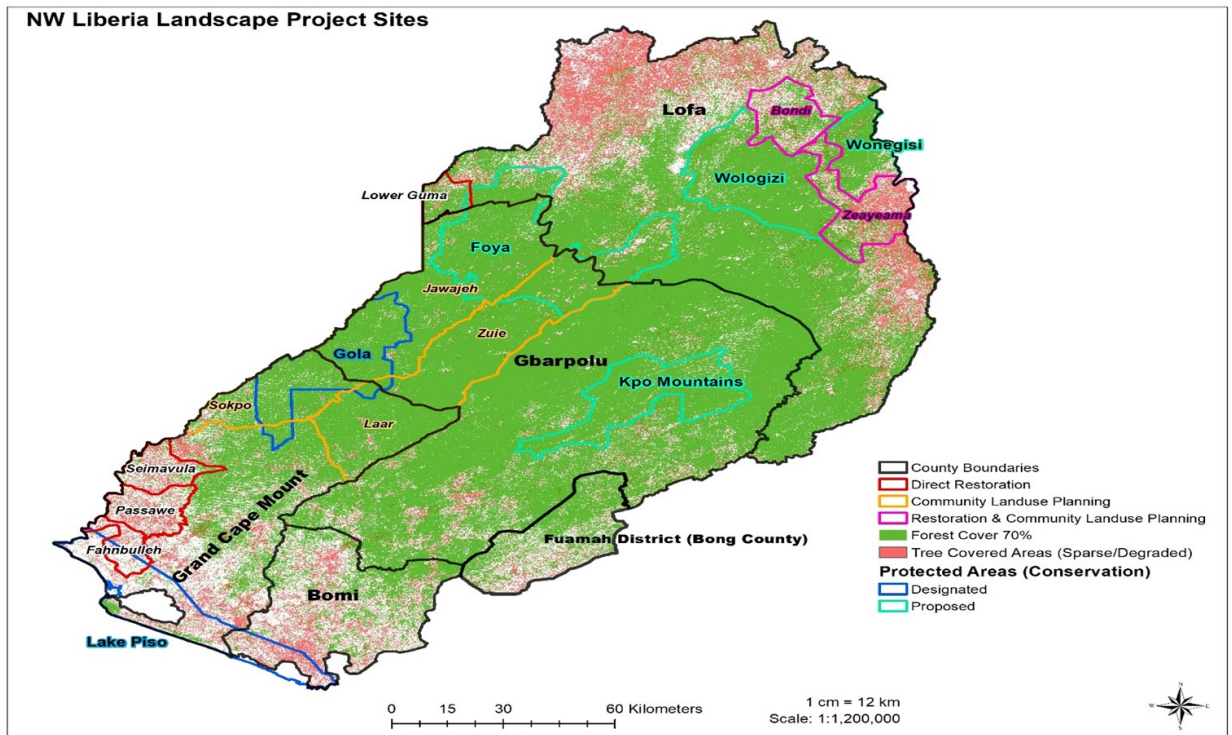 NW Liberia Landscape Project Sites
Lofa
Bondi
Wonegisi
Wologizi
Lower Guma
Zeayeama
Foya
Jawajeh
Zuie
Gola
Gbarpolu
Kpo Mountains
Sokpo
Laar
Seimavula
Passawe
Grand Cape Mount
Fahnbulleh
Fuamah District (Bong County)
Bomi
Lake Piso
County Boundaries
Direct Restoration
Community Landuse Planning
Restoration & Community Landuse Planning
Forest Cover 70%
Tree Covered Areas (Sparse/Degraded)
Protected Areas (Conservation)
Designated
Proposed
0 15 30 60 Kilometers
1 cm = 12 km
Scale: 1:1,200,000
N
W E
S